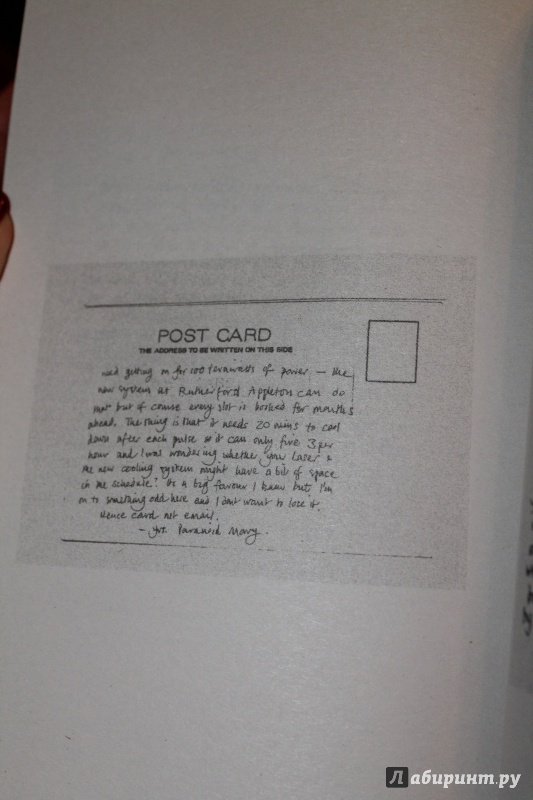 POST CARD
THE ADDRESS TO BE WRITTEN ON THIS SIDE
need getting on for 100 terawatts of power – the
new system at Rutherford Appleton can do
that but of course every slot is booked for months
ahead. The thing is that it needs 20 mins to cool
down after each pulse so it can only fire 3 per
hour and I was wondering whether your laser &
the new cooling system might have a bit of space
in the schedule? Its a big favour I know but I'm
on to something odd here and I dont want to lose it.
Hence card not email.
– Yrs. Paranoid Mary.
Лабиринт.ру